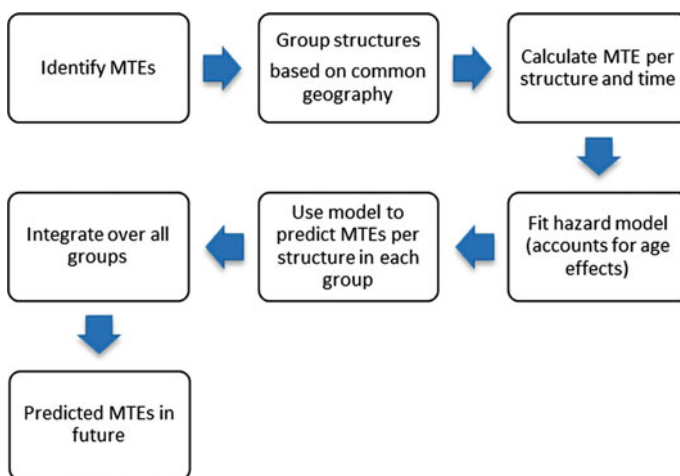 Identify MTEs
Group structures
based on common
geography
Calculate MTE per
structure and time
Fit hazard model
(accounts for age
effects)
Use model to
predict MTEs per
structure in each
group
Integrate over all
groups
Predicted MTEs in
future